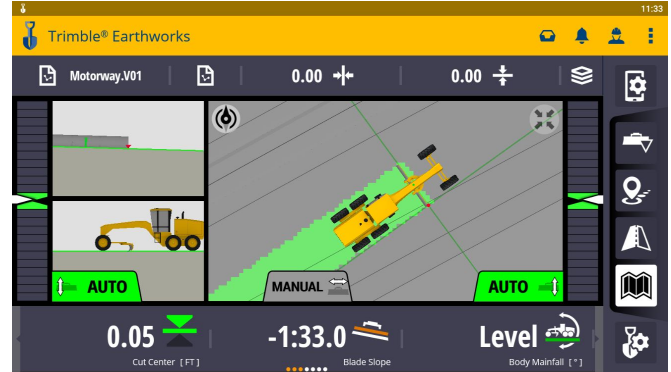 11:33
Trimble® Earthworks
Motorway.V01
0.00
0.00
AUTO
MANUAL
AUTO
0.05
-1:33.0
Level
Cut Center [FT]
Blade Slope
Body Mainfall [°]